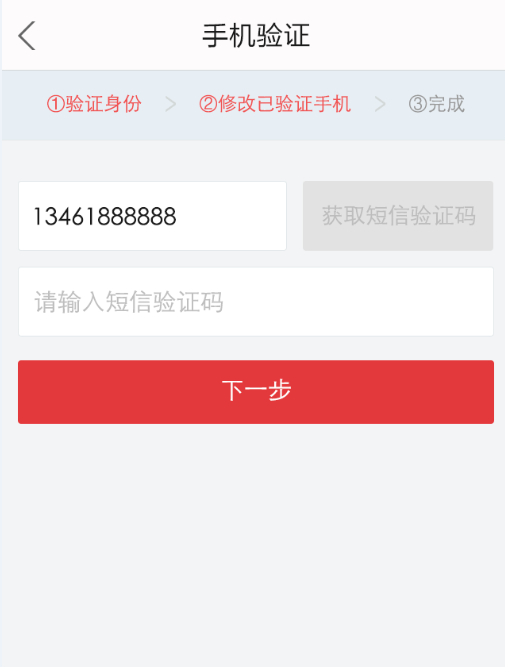 手机验证
①验证身份 > ②修改已验证手机 > ③完成
13461888888 获取短信验证码
请输入短信验证码
下一步